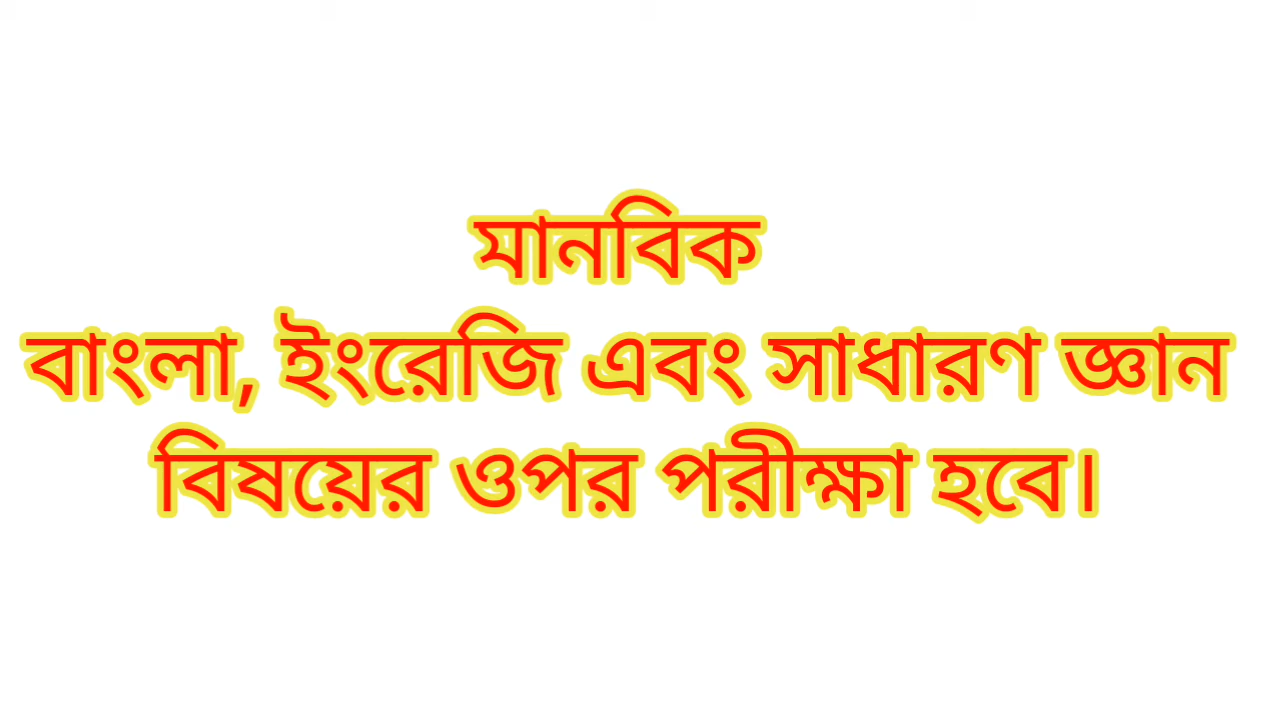 মানবিক
বাংলা, ইংরেজি এবং সাধারণ জ্ঞান
বিষয়ের ওপর পরীক্ষা হবে।